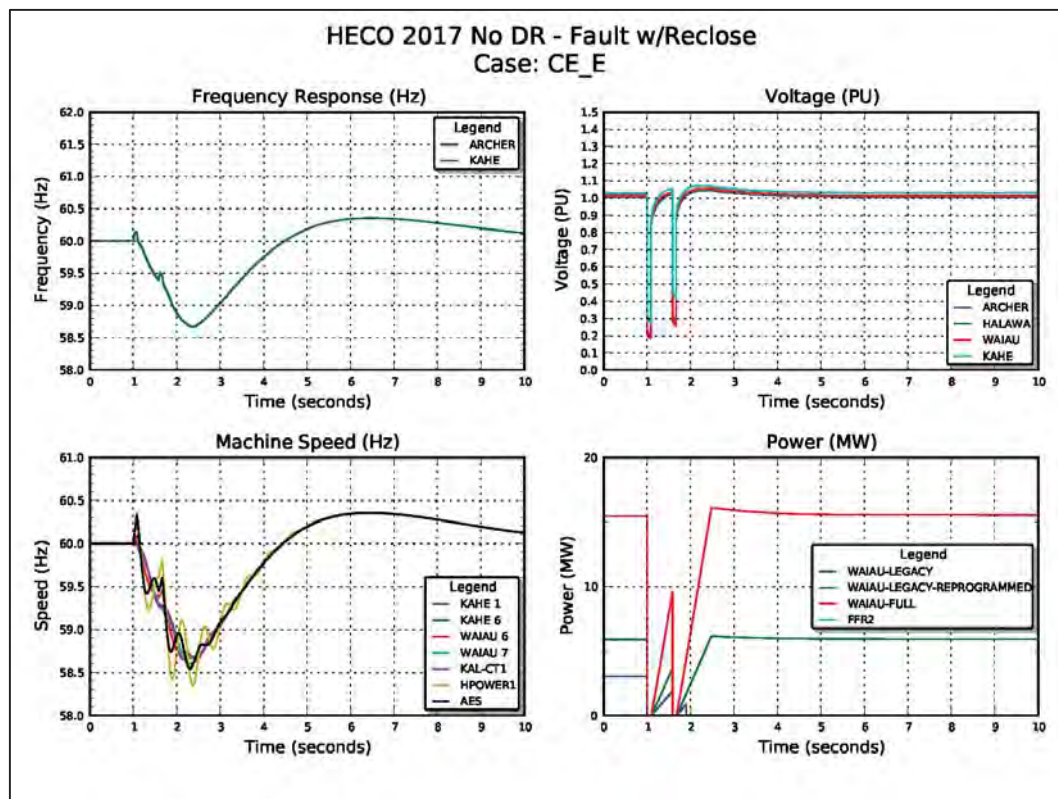 HECO 2017 No DR - Fault w/Reclose
Case: CE_E
Frequency Response (Hz)
62.0
61.5
61.0
60.5
60.0
59.5
59.0
58.5
58.0
Frequency (Hz)
Legend
ARCHER
KAHE
0 1 2 3 4 5 6 7 8 9 10
Time (seconds)
Voltage (PU)
1.5
1.4
1.3
1.2
1.1
1.0
0.9
0.8
0.7
0.6
0.5
0.4
0.3
0.2
0.1
0.0
Voltage (PU)
Legend
ARCHER
HALAWA
WAIAU
KAHE
0 1 2 3 4 5 6 7 8 9 10
Time (seconds)
Machine Speed (Hz)
61.0
60.5
60.0
59.5
59.0
58.5
58.0
Speed (Hz)
Legend
KAHE 1
KAHE 6
WAIAU 6
WAIAU 7
KAL-CT1
HPOWER1
AES
0 1 2 3 4 5 6 7 8 9 10
Time (seconds)
Power (MW)
20
10
0
Power (MW)
Legend
WAIAU-LEGACY
WAIAU-LEGACY-REPROGRAMMED
WAIAU-FULL
FFR2
0 1 2 3 4 5 6 7 8 9 10
Time (seconds)